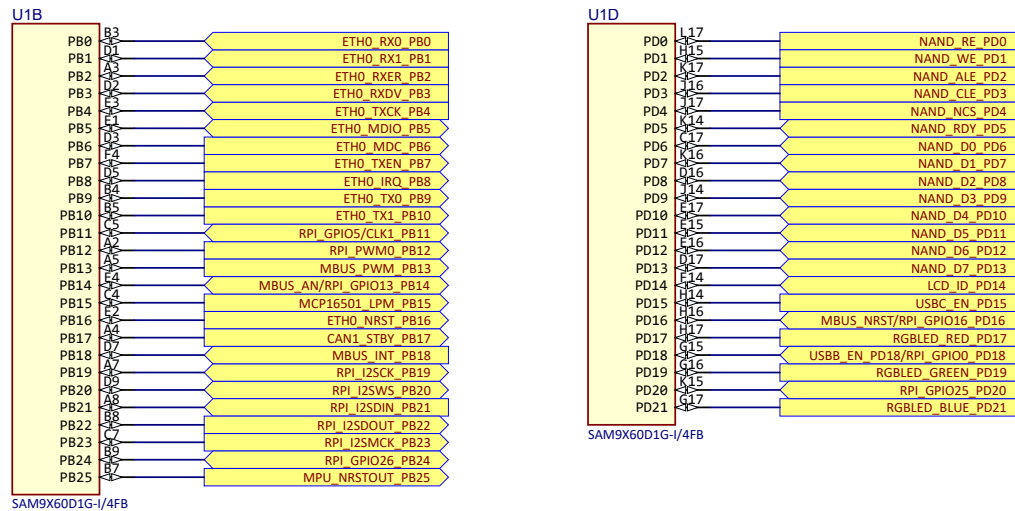 U1B
PB0 B3 ETH0_RX0_PB0
PB1 D1 ETH0_RX1_PB1
PB2 A3 ETH0_RXER_PB2
PB3 D2 ETH0_RXDV_PB3
PB4 E3 ETH0_TXCK_PB4
PB5 E1 ETH0_MDIO_PB5
PB6 D3 ETH0_MDC_PB6
PB7 F4 ETH0_TXEN_PB7
PB8 D5 ETH0_IRQ_PB8
PB9 B4 ETH0_TX0_PB9
PB10 B5 ETH0_TX1_PB10
PB11 C5 RPI_GPIO5/CLK1_PB11
PB12 A2 RPI_PWM0_PB12
PB13 A5 MBUS_PWM_PB13
PB14 E4 MBUS_AN/RPI_GPIO13_PB14
PB15 C4 MCP16501_LPM_PB15
PB16 E2 ETH0_NRST_PB16
PB17 A4 CAN1_STBY_PB17
PB18 D7 MBUS_INT_PB18
PB19 A7 RPI_I2SCK_PB19
PB20 D9 RPI_I2SWS_PB20
PB21 A8 RPI_I2SDIN_PB21
PB22 B8 RPI_I2SDOUT_PB22
PB23 C7 RPI_I2SMCK_PB23
PB24 B9 RPI_GPIO26_PB24
PB25 B7 MPU_NRSTOUT_PB25
SAM9X60D1G-I/4FB
U1D
PD0 L17 NAND_RE_PD0
PD1 H15 NAND_WE_PD1
PD2 K17 NAND_ALE_PD2
PD3 J16 NAND_CLE_PD3
PD4 J17 NAND_NCS_PD4
PD5 K14 NAND_RDY_PD5
PD6 C17 NAND_D0_PD6
PD7 K16 NAND_D1_PD7
PD8 D16 NAND_D2_PD8
PD9 J14 NAND_D3_PD9
PD10 E17 NAND_D4_PD10
PD11 E15 NAND_D5_PD11
PD12 E16 NAND_D6_PD12
PD13 D17 NAND_D7_PD13
PD14 F14 LCD_ID_PD14
PD15 H14 USBC_EN_PD15
PD16 H16 MBUS_NRST/RPI_GPIO16_PD16
PD17 H17 RGBLED_RED_PD17
PD18 G15 USBB_EN_PD18/RPI_GPIO0_PD18
PD19 G16 RGBLED_GREEN_PD19
PD20 K15 RPI_GPIO25_PD20
PD21 G17 RGBLED_BLUE_PD21
SAM9X60D1G-I/4FB